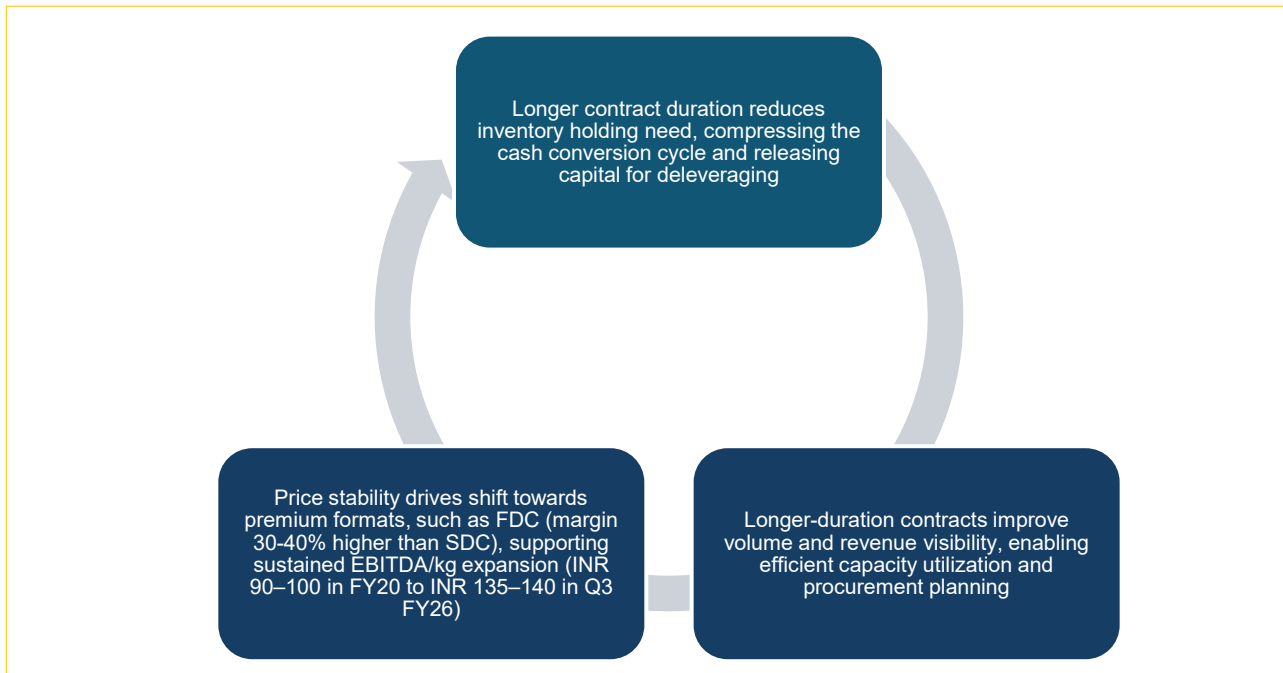 Longer contract duration reduces
inventory holding need, compressing the
cash conversion cycle and releasing
capital for deleveraging
Price stability drives shift towards
premium formats, such as FDC (margin
30-40% higher than SDC), supporting
sustained EBITDA/kg expansion (INR
90–100 in FY20 to INR 135–140 in Q3
FY26)
Longer-duration contracts improve
volume and revenue visibility, enabling
efficient capacity utilization and
procurement planning